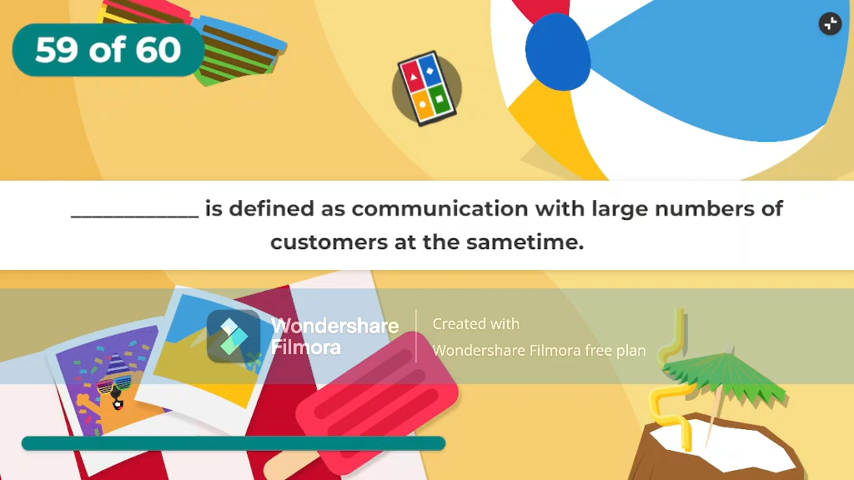 59 of 60
____________ is defined as communication with large numbers of
customers at the sametime.
Wondershare
Filmora
Created with
Wondershare Filmora free plan